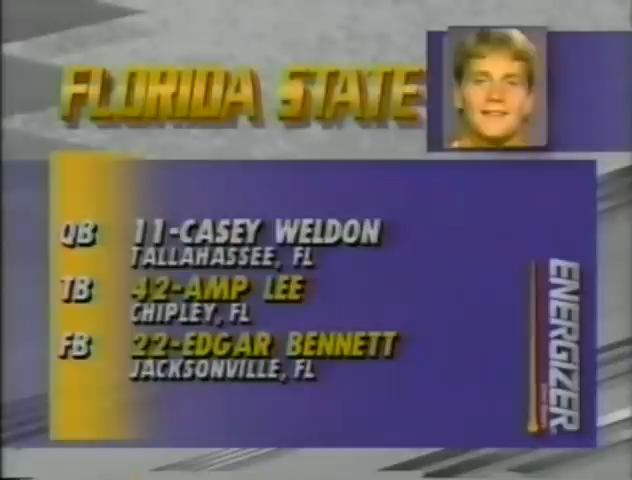 FLORIDA STATE
QB 11-CASEY WELDON
TALLAHASSEE, FL
TB 42-AMP LEE
CHIPLEY, FL
FB 22-EDGAR BENNETT
JACKSONVILLE, FL
ENERGIZER